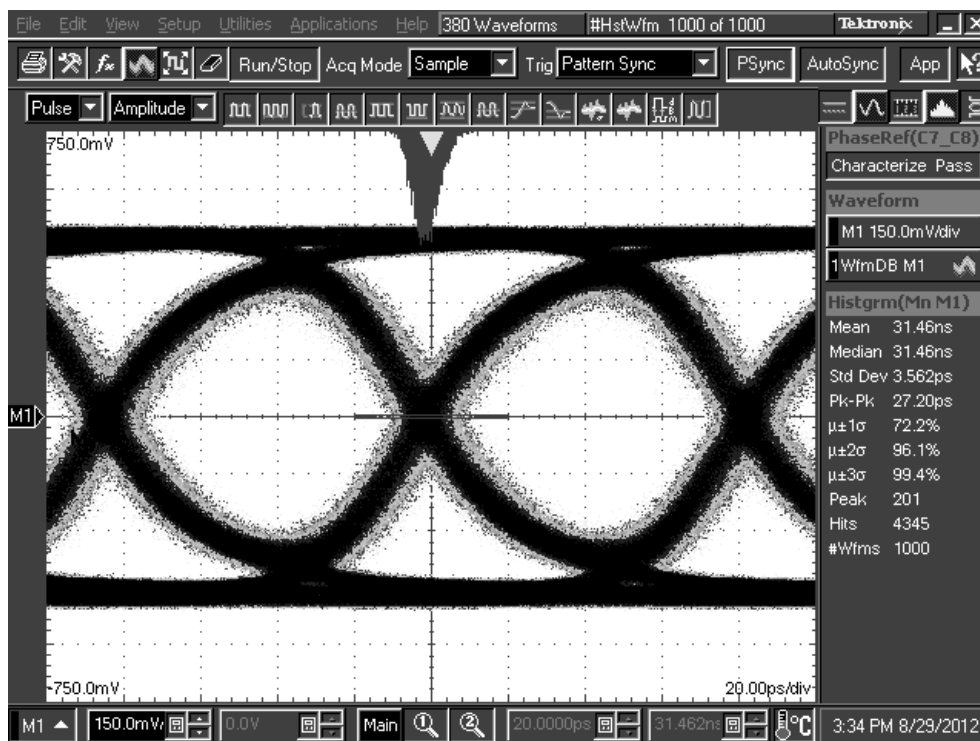 File Edit View Setup Utilities Applications Help 380 Waveforms #HstWfm 1000 of 1000 Tektronix
Run/Stop Acq Mode Sample Trig Pattern Sync PSync AutoSync App
Pulse Amplitude
750.0mV
PhaseRef(C7_C8)
Characterize Pass
Waveform
M1 150.0mV/div
1WfmDB M1
Histgrm(Mn M1)
Mean 31.46ns
Median 31.46ns
Std Dev 3.562ps
Pk-Pk 27.20ps
µ±1σ 72.2%
µ±2σ 96.1%
µ±3σ 99.4%
Peak 201
Hits 4345
#Wfms 1000
M1
-750.0mV
20.00ps/div
M1 150.0mV/ 0.0V Main 1 2 20.0000ps 31.462ns °C 3:34 PM 8/29/2012